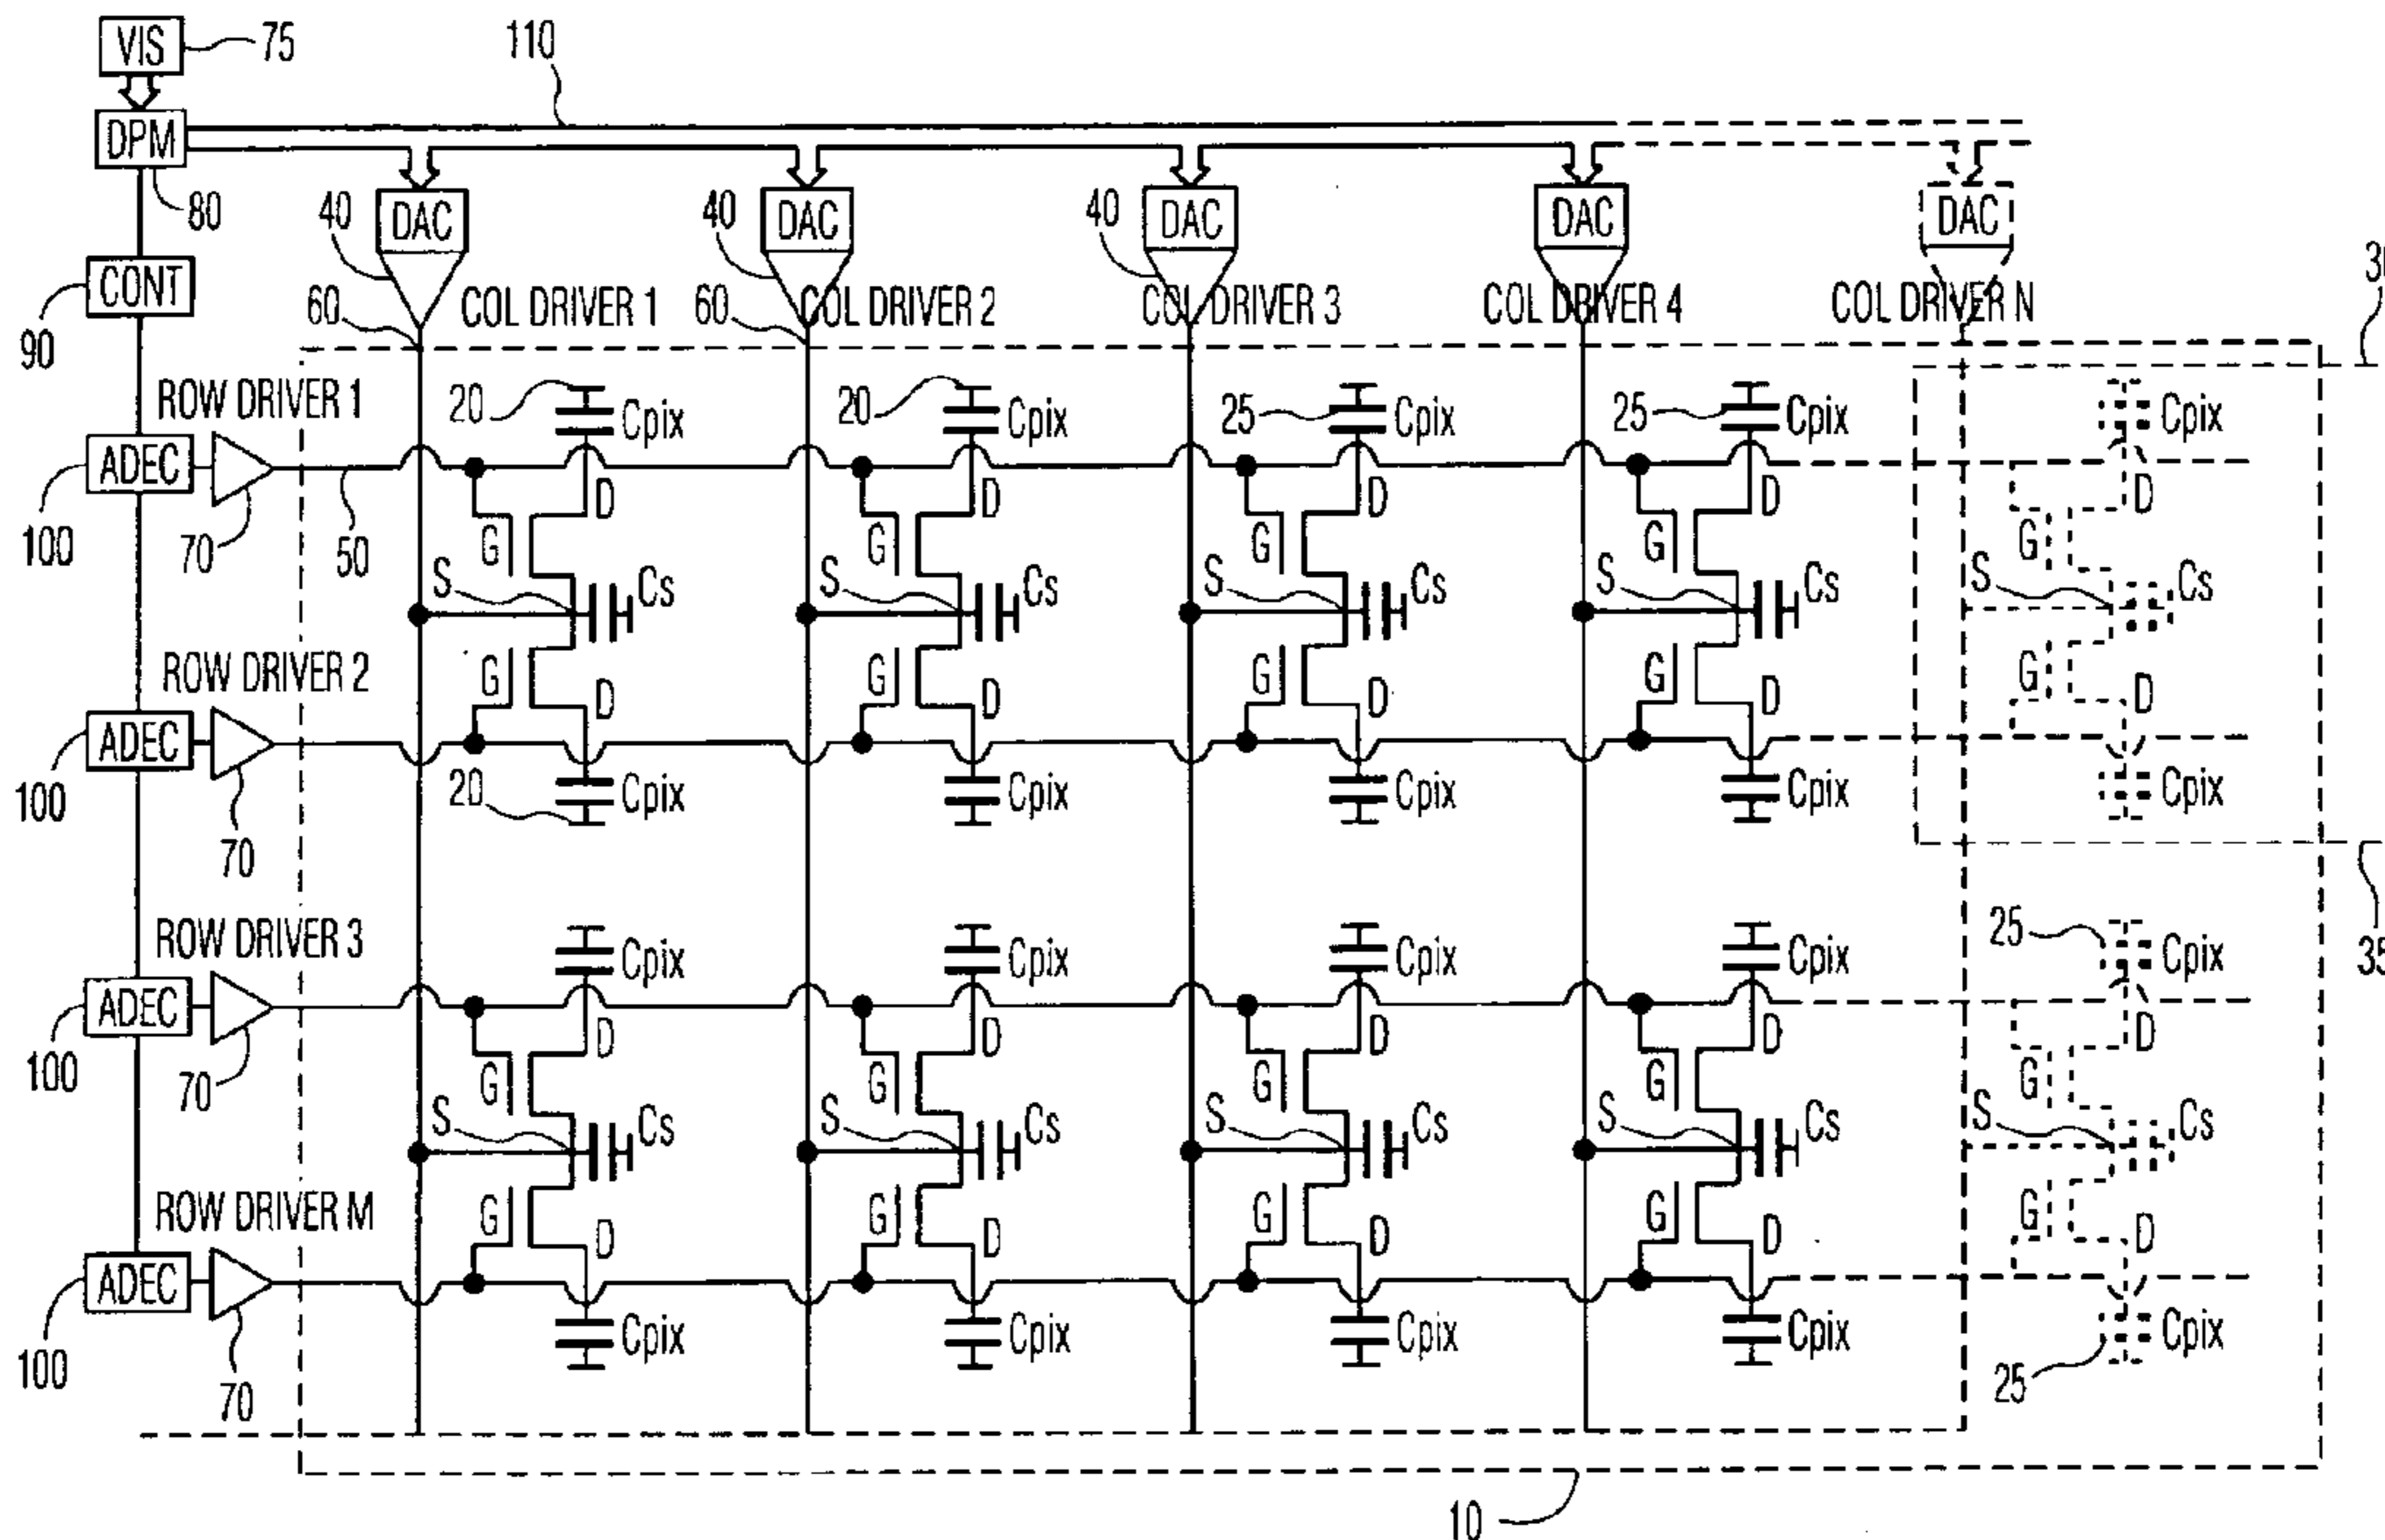 VIS 75 110
DPM
80 40 DAC 40 DAC 40 DAC DAC DAC
CONT 60 COL DRIVER 1 60 COL DRIVER 2 COL DRIVER 3 COL DRIVER 4 COL DRIVER N
90
ROW DRIVER 1 20 Cpix 20 Cpix 25 Cpix 25 Cpix Cpix
ADEC
100 70 50 G D G D G D G D G D
S Cs S Cs S Cs S Cs S Cs
ROW DRIVER 2 G D G D G D G D G D
ADEC
100 70 20 Cpix Cpix Cpix Cpix Cpix
35
ROW DRIVER 3 Cpix Cpix Cpix Cpix 25 Cpix
ADEC
100 70 G D G D G D G D G D
S Cs S Cs S Cs S Cs S Cs
ROW DRIVER M G D G D G D G D G D
ADEC
100 70 Cpix Cpix Cpix Cpix 25 Cpix
10